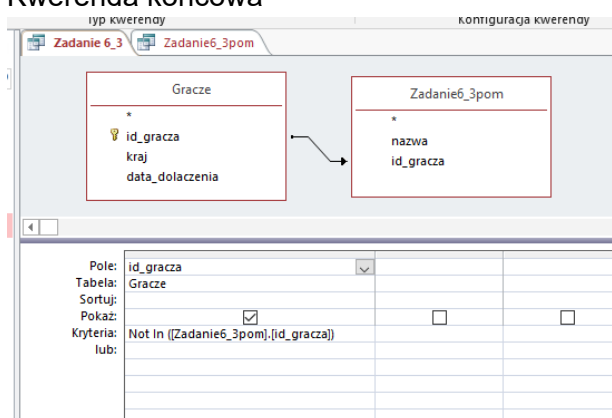 Kwerenda końcowa
Typ kwerendy
Konfiguracja kwerendy
Zadanie 6_3
Zadanie6_3pom
Gracze
*
id_gracza
kraj
data_dolaczenia
Zadanie6_3pom
*
nazwa
id_gracza
Pole: id_gracza
Tabela: Gracze
Sortuj:
Pokaż:
Kryteria: Not In ([Zadanie6_3pom].[id_gracza])
lub: